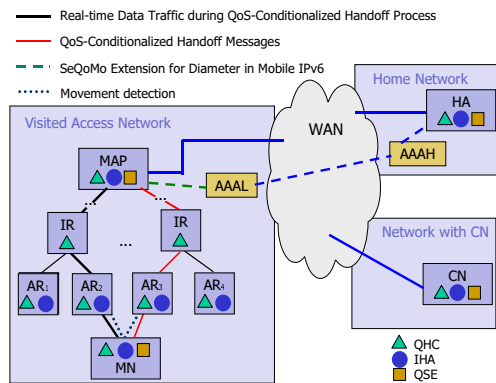 Real-time Data Traffic during QoS-Conditionalized Handoff Process
QoS-Conditionalized Handoff Messages
SeQoMo Extension for Diameter in Mobile IPv6
Movement detection
Home Network
HA
AAAH
WAN
Visited Access Network
MAP
AAAL
...
...
IR
...
IR
Network with CN
CN
AR1
AR2
AR3
AR4
MN
QHC
IHA
QSE